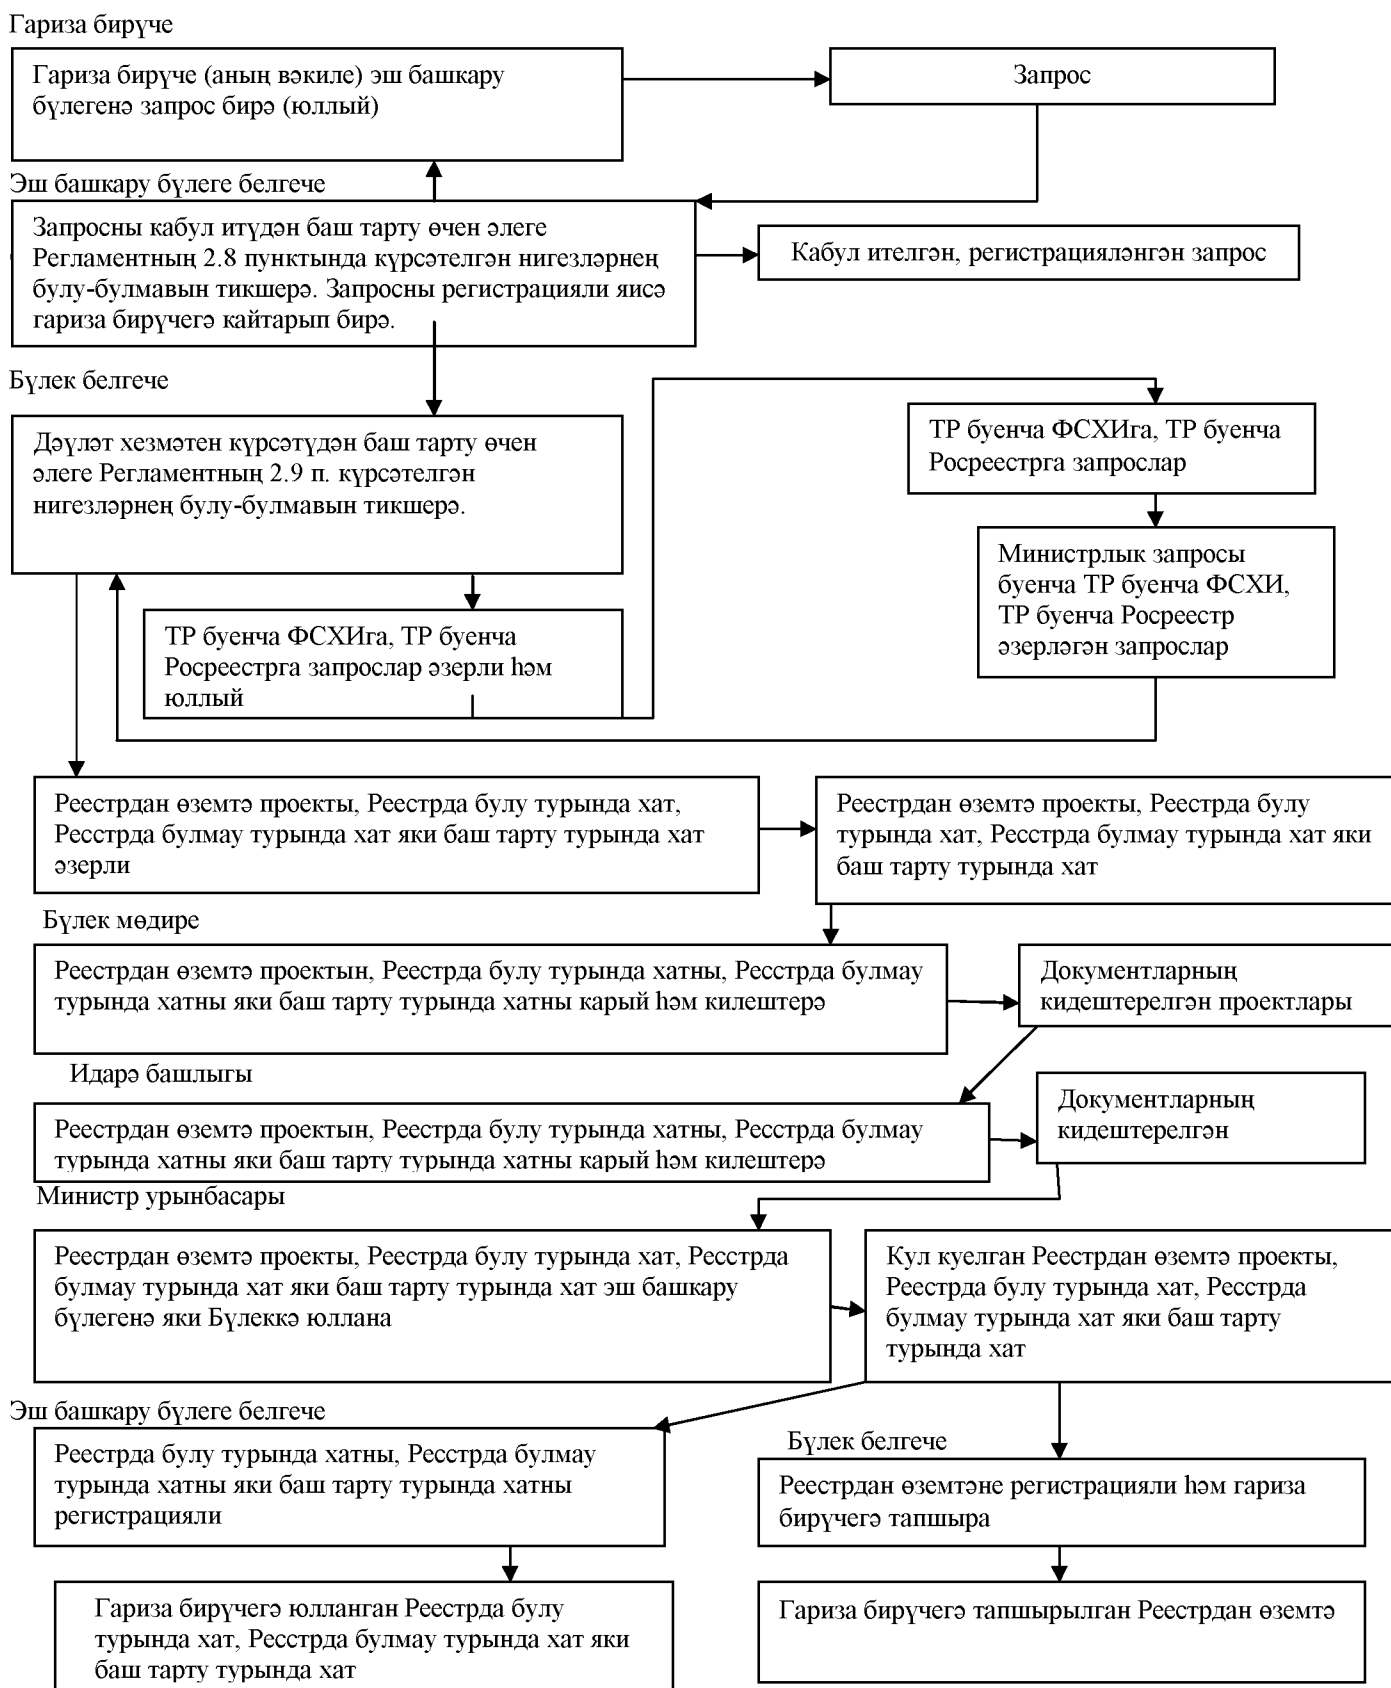 Гариза бирүче
Гариза бирүче (аның вәкиле) эш башкару
бүлегенә запрос бирә (юллый)
Запрос
Эш башкару бүлеге белгече
Запросны кабул итүдән баш тарту өчен әлеге
Регламентның 2.8 пунктында күрсәтелгән нигезләрнең
булу-булмавын тикшерә. Запросны регистрацияли яисә
гариза бирүчегә кайтарып бирә.
Кабул ителгән, регистрацияләнгән запрос
Бүлек белгече
Дәүләт хезмәтен күрсәтүдән баш тарту өчен
әлеге Регламентның 2.9 п. күрсәтелгән
нигезләрнең булу-булмавын тикшерә.
ТР буенча ФСХИга, ТР буенча
Росреестрга запрослар
Министрлык запросы
буенча ТР буенча ФСХИ,
ТР буенча Росреестр
әзерләгән запрослар
ТР буенча ФСХИга, ТР буенча
Росреестрга запрослар әзерли һәм
юллый
Реестрдан өземтә проекты, Реестрда булу турында хат,
Ресстрда булмау турында хат яки баш тарту турында хат
әзерли
Реестрдан өземтә проекты, Реестрда булу
турында хат, Ресстрда булмау турында хат яки
баш тарту турында хат
Бүлек мөдире
Реестрдан өземтә проектын, Реестрда булу турында хатны, Ресстрда булмау
турында хатны яки баш тарту турында хатны карый һәм килештерә
Документларның
кидештерелгән проектлары
Идарә башлыгы
Реестрдан өземтә проектын, Реестрда булу турында хатны, Ресстрда булмау
турында хатны яки баш тарту турында хатны карый һәм килештерә
Документларның
кидештерелгән
Министр урынбасары
Реестрдан өземтә проекты, Реестрда булу турында хат, Ресстрда
булмау турында хат яки баш тарту турында хат эш башкару
бүлегенә яки Бүлеккә юллана
Кул куелган Реестрдан өземтә проекты,
Реестрда булу турында хат, Ресстрда
булмау турында хат яки баш тарту
турында хат
Эш башкару бүлеге белгече
Реестрда булу турында хатны, Ресстрда булмау
турында хатны яки баш тарту турында хатны
регистрацияли
Бүлек белгече
Реестрдан өземтәне регистрацияли һәм гариза
бирүчегә тапшыра
Гариза бирүчегә юлланган Реестрда булу
турында хат, Ресстрда булмау турында хат яки
баш тарту турында хат
Гариза бирүчегә тапшырылган Реестрдан өземтә